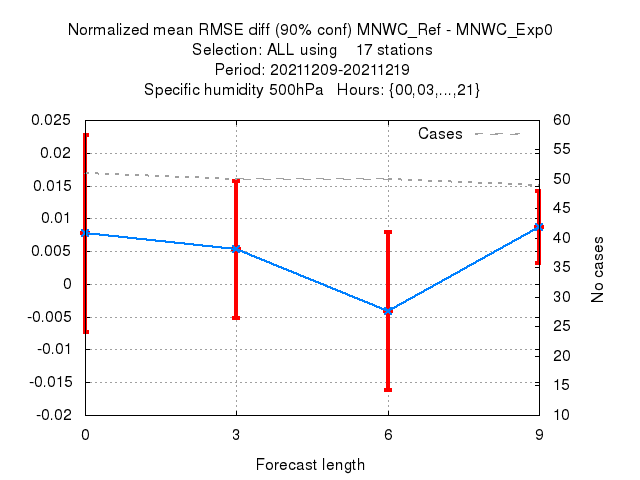 Normalized mean RMSE diff (90% conf) MNWC_Ref - MNWC_Exp0
Selection: ALL using 17 stations
Period: 20211209-20211219
Specific humidity 500hPa Hours: {00,03,...,21}
Cases
0.025
0.02
0.015
0.01
0.005
0
-0.005
-0.01
-0.015
-0.02
60
55
50
45
40
35
30
25
20
15
10
No cases
0 3 6 9
Forecast length